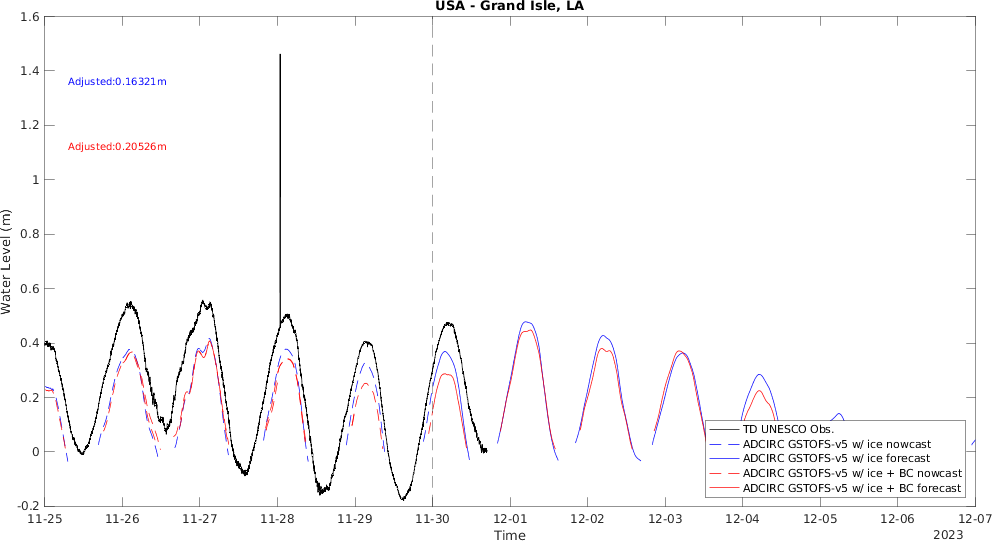 USA - Grand Isle, LA
1.6
1.4
1.2
1
0.8
0.6
0.4
0.2
0
-0.2
Water Level (m)
Adjusted:0.16321m
Adjusted:0.20526m
TD UNESCO Obs.
ADCIRC GSTOFS-v5 w/ ice nowcast
ADCIRC GSTOFS-v5 w/ ice forecast
ADCIRC GSTOFS-v5 w/ ice + BC nowcast
ADCIRC GSTOFS-v5 w/ ice + BC forecast
11-25 11-26 11-27 11-28 11-29 11-30 12-01 12-02 12-03 12-04 12-05 12-06 12-07
Time
2023